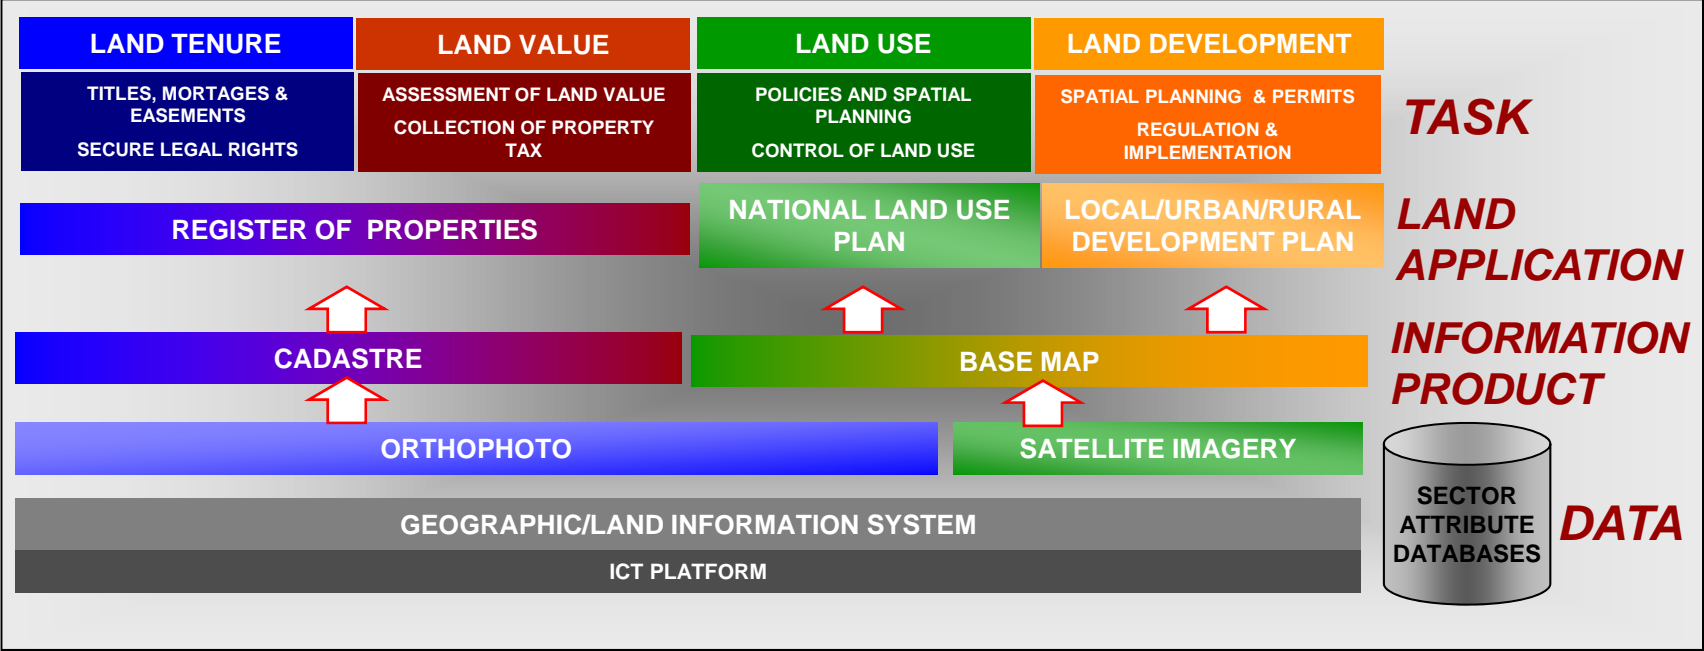 LAND TENURE
LAND VALUE
LAND USE
LAND DEVELOPMENT
TITLES, MORTAGES &
EASEMENTS
SECURE LEGAL RIGHTS
ASSESSMENT OF LAND VALUE
COLLECTION OF PROPERTY
TAX
POLICIES AND SPATIAL
PLANNING
CONTROL OF LAND USE
SPATIAL PLANNING & PERMITS
REGULATION &
IMPLEMENTATION
TASK
REGISTER OF PROPERTIES
NATIONAL LAND USE
PLAN
LOCAL/URBAN/RURAL
DEVELOPMENT PLAN
LAND
APPLICATION
CADASTRE
BASE MAP
INFORMATION
PRODUCT
ORTHOPHOTO
SATELLITE IMAGERY
GEOGRAPHIC/LAND INFORMATION SYSTEM
ICT PLATFORM
SECTOR
ATTRIBUTE
DATABASES
DATA